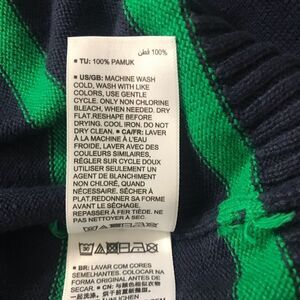 100% قطن
▪ TU: 100% PAMUK
▪ US/GB: MACHINE WASH
COLD, WASH WITH LIKE
COLORS, USE GENTLE
CYCLE. ONLY NON CHLORINE
BLEACH, WHEN NEEDED. DRY
FLAT.RESHAPE BEFORE
DRYING. COOL IRON. DO NOT
DRY CLEAN. ▪ CA/FR: LAVER
À LA MACHINE À L'EAU
FROIDE, LAVER AVEC DES
COULEURS SIMILAIRES,
RÉGLER SUR CYCLE DOUX
UTILISER AU BESOIN SEULEMENT
AGENT DE BLANCHIMENT
NON CHLORÉ, QUAND
NÉCESSAIRE. SÉCHER À
PLAT.REDONNER SA FORME
AVANT LE SÉCHAGE.
REPASSER À FER TIÈDE. NE
PAS NETTOYER À SEC.
30
▪ BR: LAVAR COM CORES
SEMELHANTES. COLOCAR NA
FORMA ORIGINAL ANTES DE
SECAR. ▪ CN: